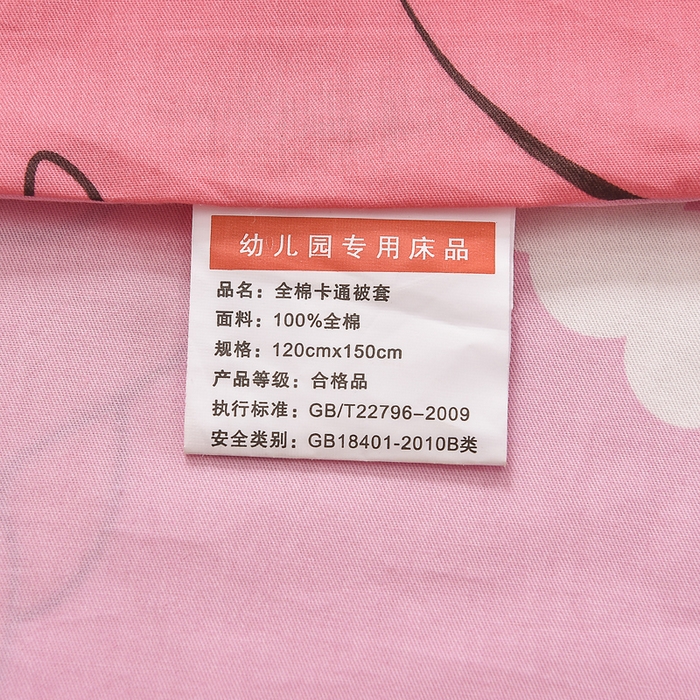 幼儿园专用床品
品名：全棉卡通被套
面料：100%全棉
规格：120cmx150cm
产品等级：合格品
执行标准：GB/T22796-2009
安全类别：GB18401-2010B类